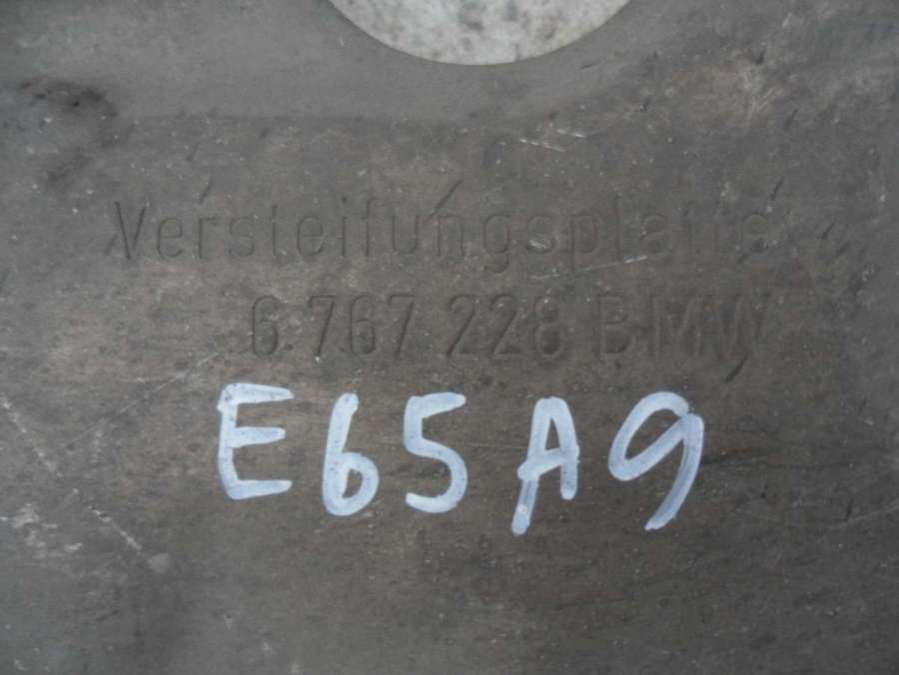 Versteifungsplatte
6 767 228 BMW
E65A9